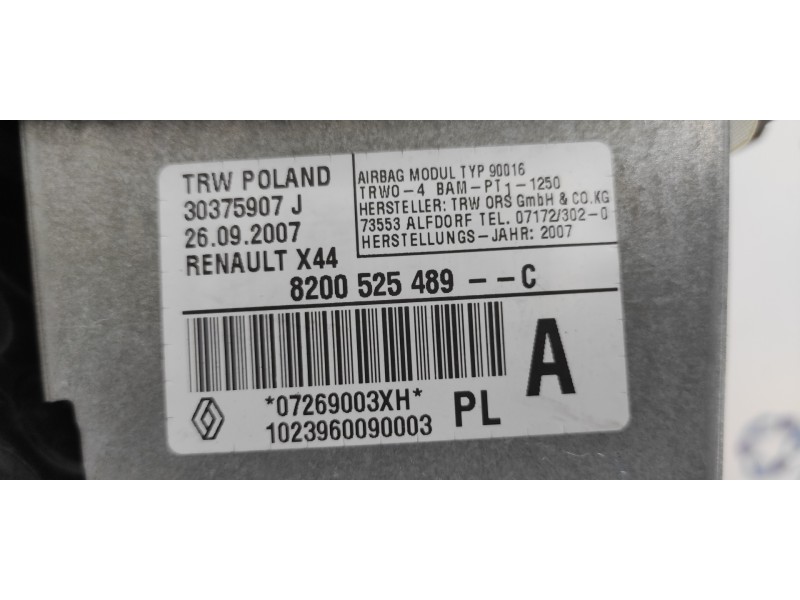 TRW POLAND
30375907 J
26.09.2007
RENAULT X44
AIRBAG MODUL TYP 90016
TRWO-4 BAM-PT1-1250
HERSTELLER: TRW ORS GmbH & CO.KG
73553 ALFDORF TEL. 07172/302-0
HERSTELLUNGS-JAHR: 2007
8200 525 489 --C
A
*07269003XH*
PL
1023960090003